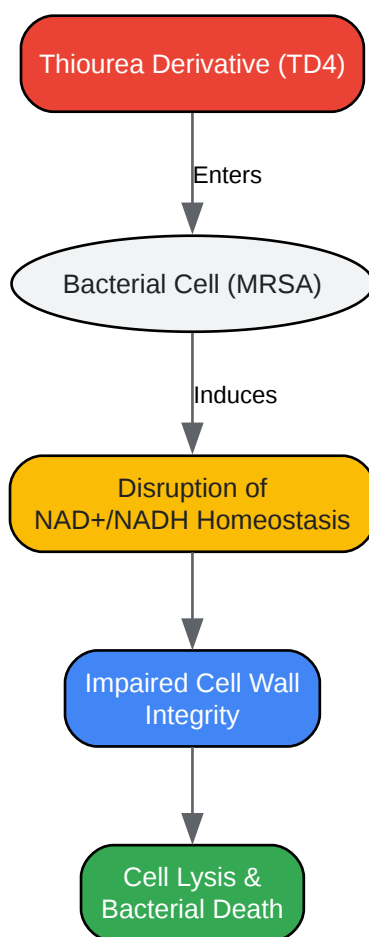 Thiourea Derivative (TD4)
Enters
Bacterial Cell (MRSA)
Induces
Disruption of
NAD+/NADH Homeostasis
Impaired Cell Wall
Integrity
Cell Lysis &
Bacterial Death